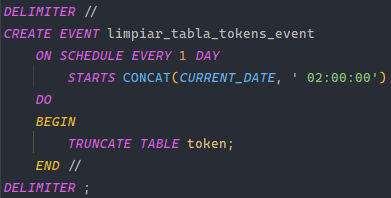 DELIMITER //
CREATE EVENT limpiar_tabla_tokens_event
    ON SCHEDULE EVERY 1 DAY
        STARTS CONCAT(CURRENT_DATE, ' 02:00:00')
    DO
    BEGIN
        TRUNCATE TABLE token;
    END //
DELIMITER ;